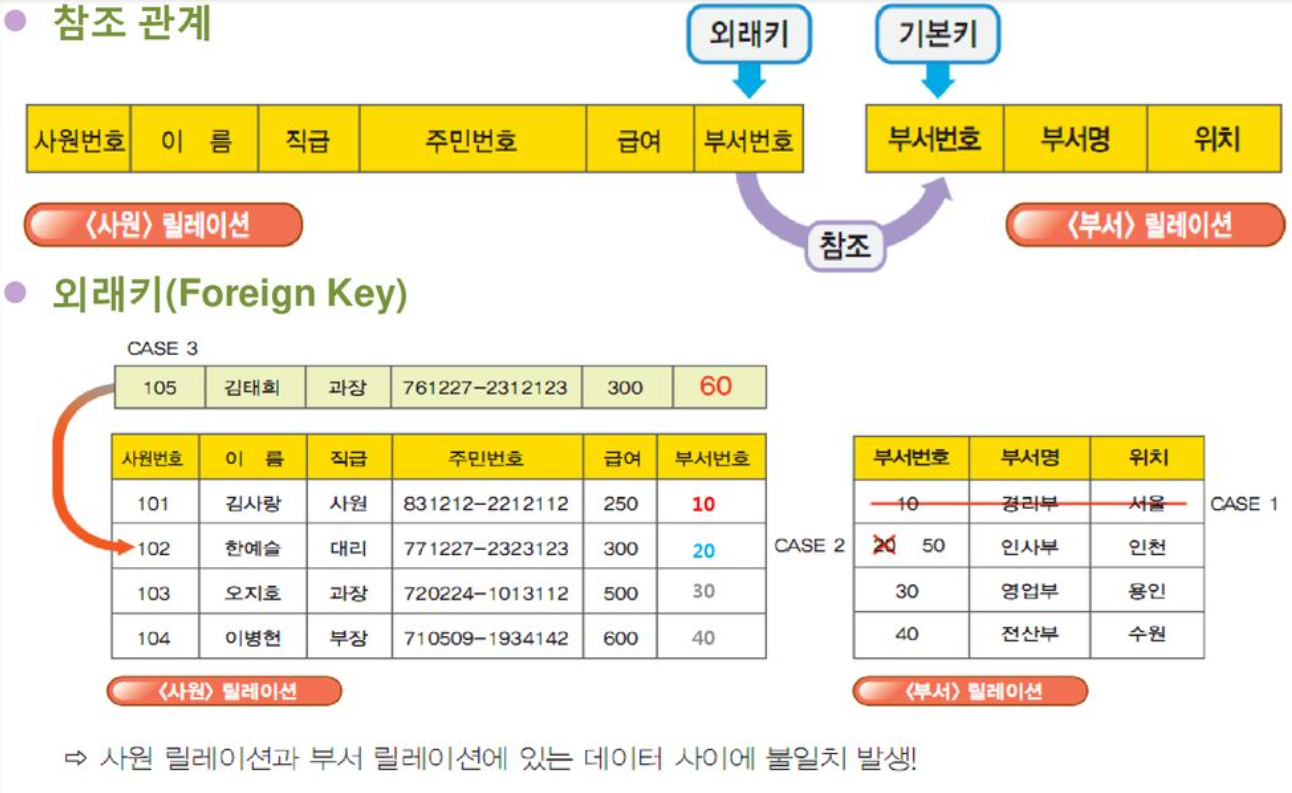 참조 관계
외래키 기본키
사원번호 이 름 직급 주민번호 급여 부서번호 부서번호 부서명 위치
〈사원〉 릴레이션 참조 〈부서〉 릴레이션
외래키(Foreign Key)
CASE 3
105 김태희 과장 761227-2312123 300 60
사원번호 이 름 직급 주민번호 급여 부서번호
101 김사랑 사원 831212-2212112 250 10
102 한예슬 대리 771227-2323123 300 20
103 오지호 과장 720224-1013112 500 30
104 이병헌 부장 710509-1934142 600 40
〈사원〉 릴레이션
부서번호 부서명 위치
10 경리부 서울 CASE 1
CASE 2 20 50 인사부 인천
30 영업부 용인
40 전산부 수원
〈부서〉 릴레이션
⇨ 사원 릴레이션과 부서 릴레이션에 있는 데이터 사이에 불일치 발생!